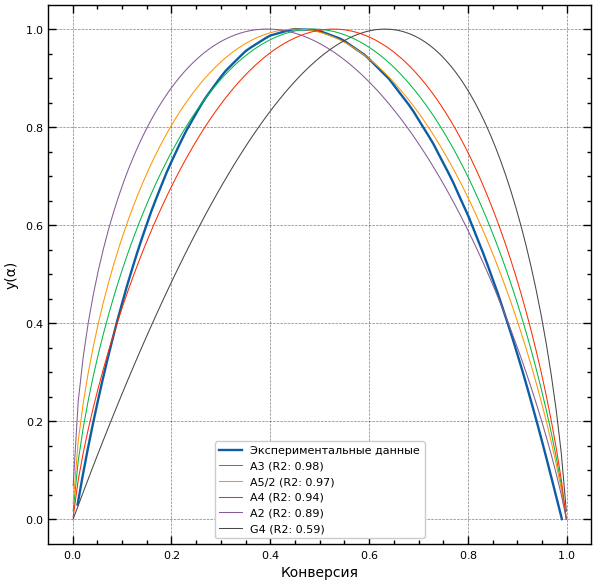 1.0
0.8
0.6
0.4
0.2
0.0
y(α)
Экспериментальные данные
A3 (R2: 0.98)
A5/2 (R2: 0.97)
A4 (R2: 0.94)
A2 (R2: 0.89)
G4 (R2: 0.59)
0.0 0.2 0.4 0.6 0.8 1.0
Конверсия